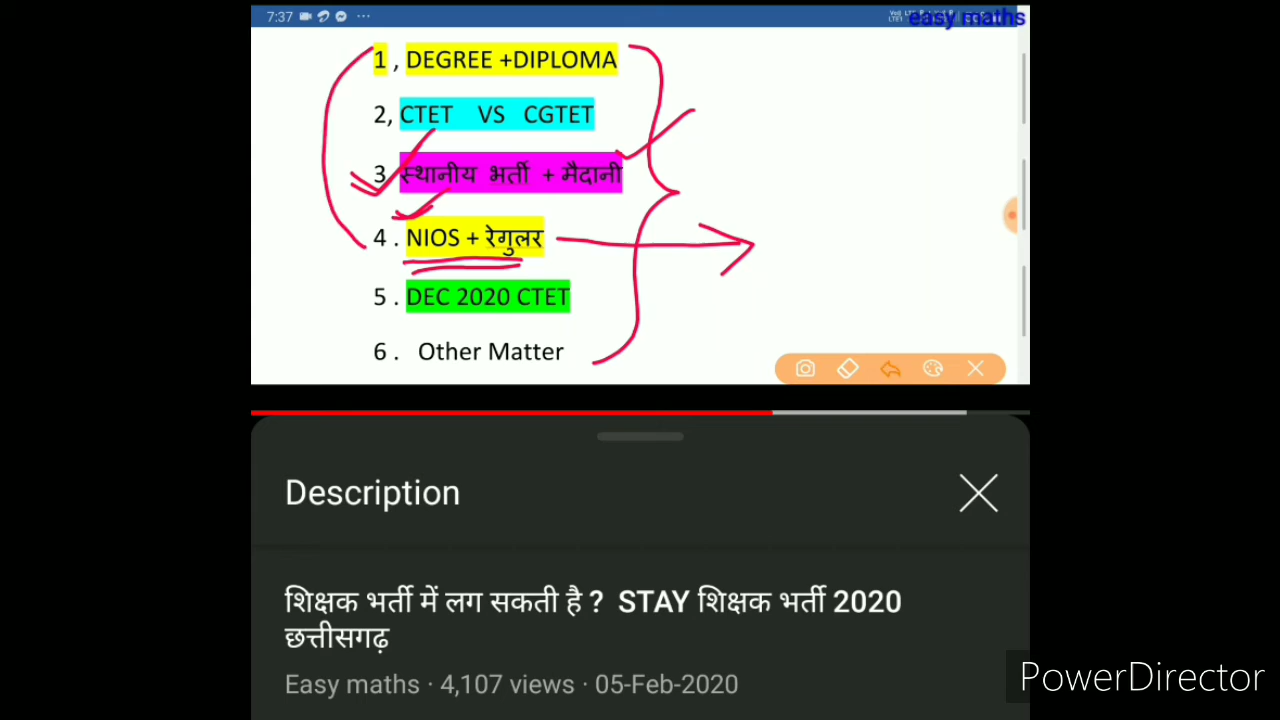 7:37
easy maths
1 , DEGREE +DIPLOMA
2, CTET VS CGTET
3 स्थानीय भर्ती + मैदानी
4 . NIOS + रेगुलर
5 . DEC 2020 CTET
6 . Other Matter
Description
शिक्षक भर्ती में लग सकती है ? STAY शिक्षक भर्ती 2020
छत्तीसगढ़
Easy maths · 4,107 views · 05-Feb-2020
PowerDirector